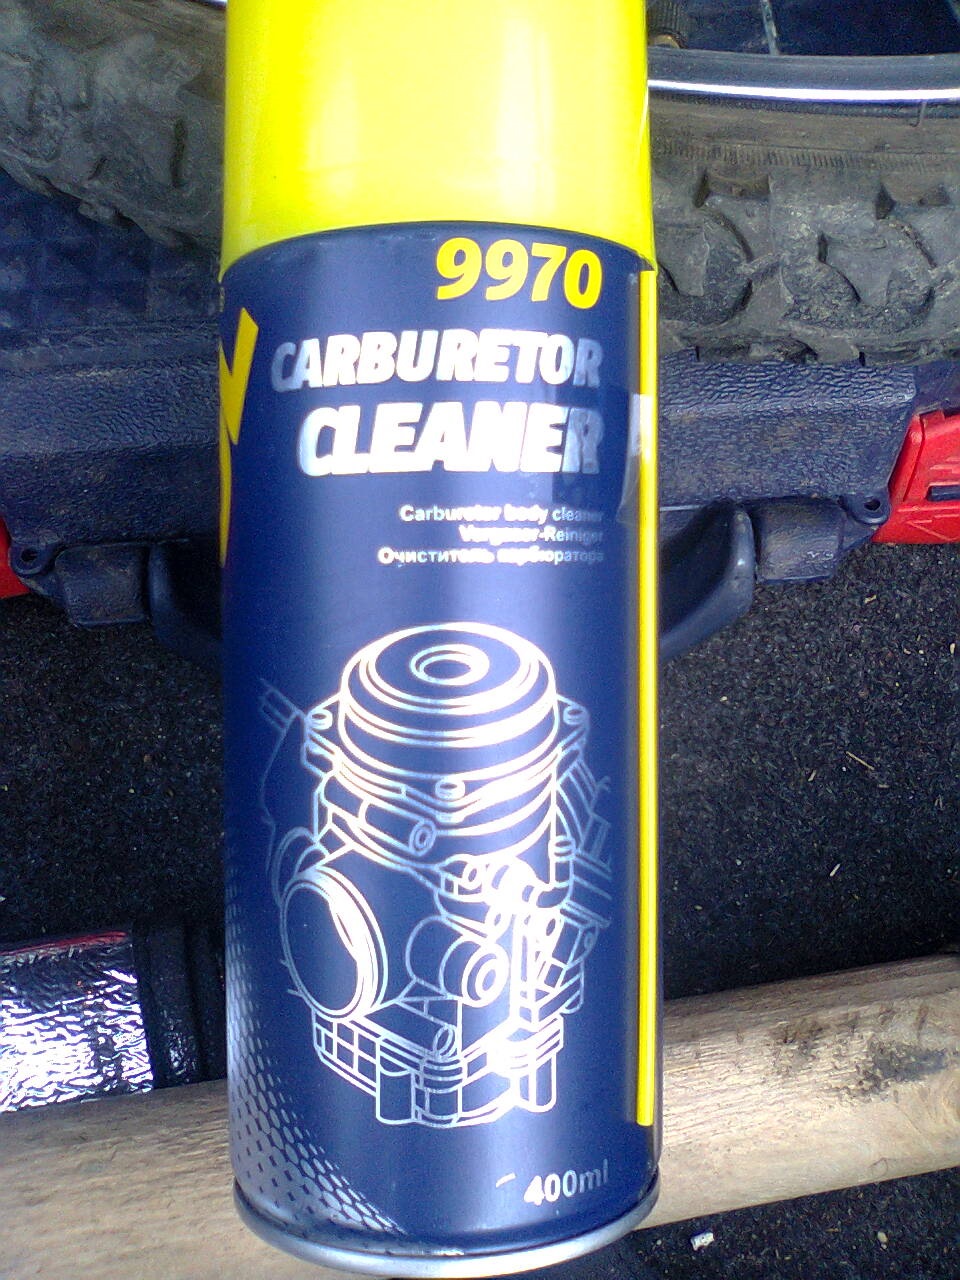 9970
CARBURETOR
CLEANER
Carburetor body cleaner
Vergaser-Reiniger
Очиститель карбюратора
400ml